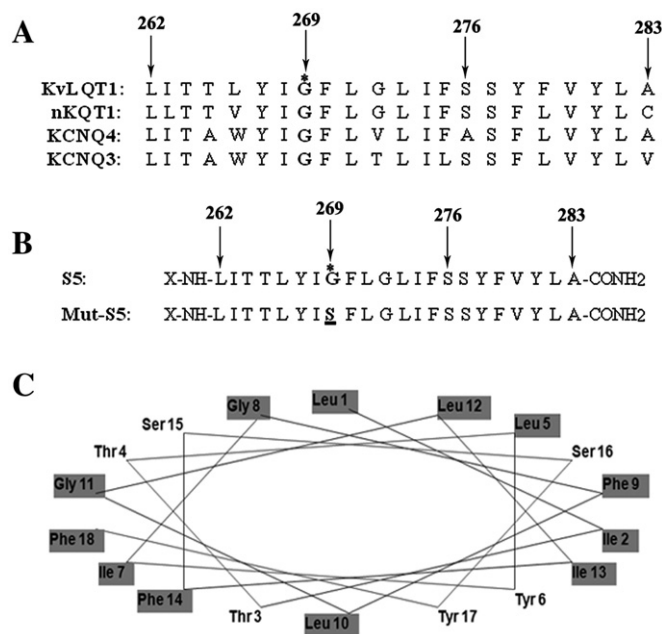 A
262 269 276 283
*
KvLQT1: L I T T L Y I G F L G L I F S S Y F V Y L A
nKQT1: L L T T V Y I G F L G L I F S S Y F V Y L C
KCNQ4: L I T A W Y I G F L V L I F A S F L V Y L A
KCNQ3: L I T A W Y I G F L T L I L S S F L V Y L V
B
262 269 276 283
*
S5: X-NH-L I T T L Y I G F L G L I F S S Y F V Y L A-CONH2
Mut-S5: X-NH-L I T T L Y I S F L G L I F S S Y F V Y L A-CONH2
C
Leu 1
Gly 8 Leu 12
Ser 15 Leu 5
Thr 4 Ser 16
Gly 11 Phe 9
Phe 18 Ile 2
Ile 7 Ile 13
Phe 14 Tyr 6
Thr 3 Tyr 17
Leu 10